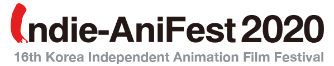 Indie-AniFest 2020
16th Korea Independent Animation Film Festival